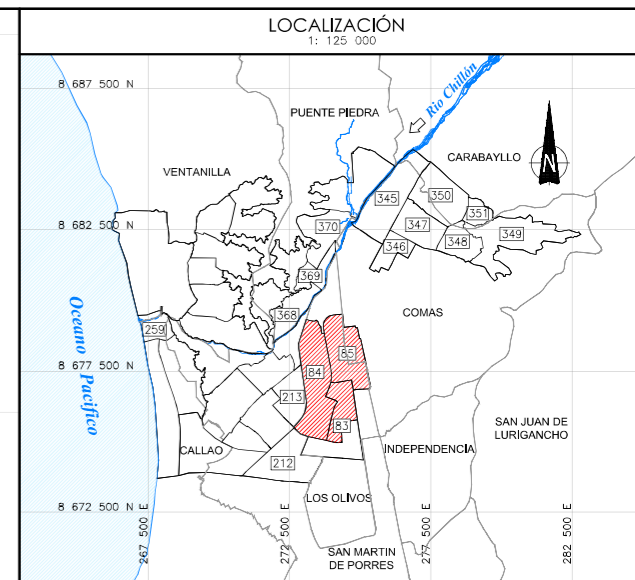 LOCALIZACIÓN
1: 125 000
8 687 500 N
PUENTE PIEDRA
Rio Chillón
CARABAYLLO
N
VENTANILLA
345
350
351
370
347
349
8 682 500 N
346
348
369
COMAS
368
259
Oceano Pacifico
85
8 677 500 N
84
213
SAN JUAN DE
LURIGANCHO
83
CALLAO
INDEPENDENCIA
212
LOS OLIVOS
8 672 500 N
267 500 E
272 500 E
277 500 E
282 500 E
SAN MARTIN
DE PORRES